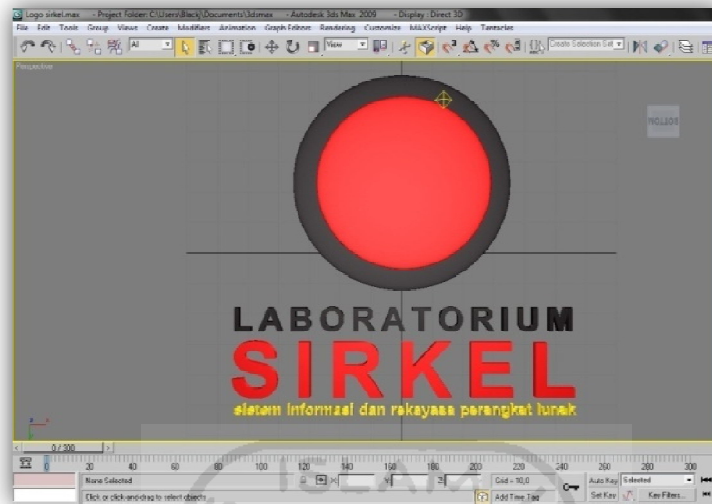 Logo sirkel.max - Project Folder: C:\Users\Blackj\Documents\3dsmax - Autodesk 3ds Max 2009 - Display : Direct 3D
File Edit Tools Group Views Create Modifiers Animation Graph Editors Rendering Customize MAXScript Help Tentacles
All View Create Selection Set
Perspective
LABORATORIUM
SIRKEL
sistem informasi dan rekayasa perangkat lunak
0 / 300
0 20 40 60 80 100 120 140 160 180 200 220 240 260 280 300
None Selected X Y Z Grid = 10,0 Auto Key Selected
Click or click-and-drag to select objects Add Time Tag Set Key Key Filters...
ISLAM